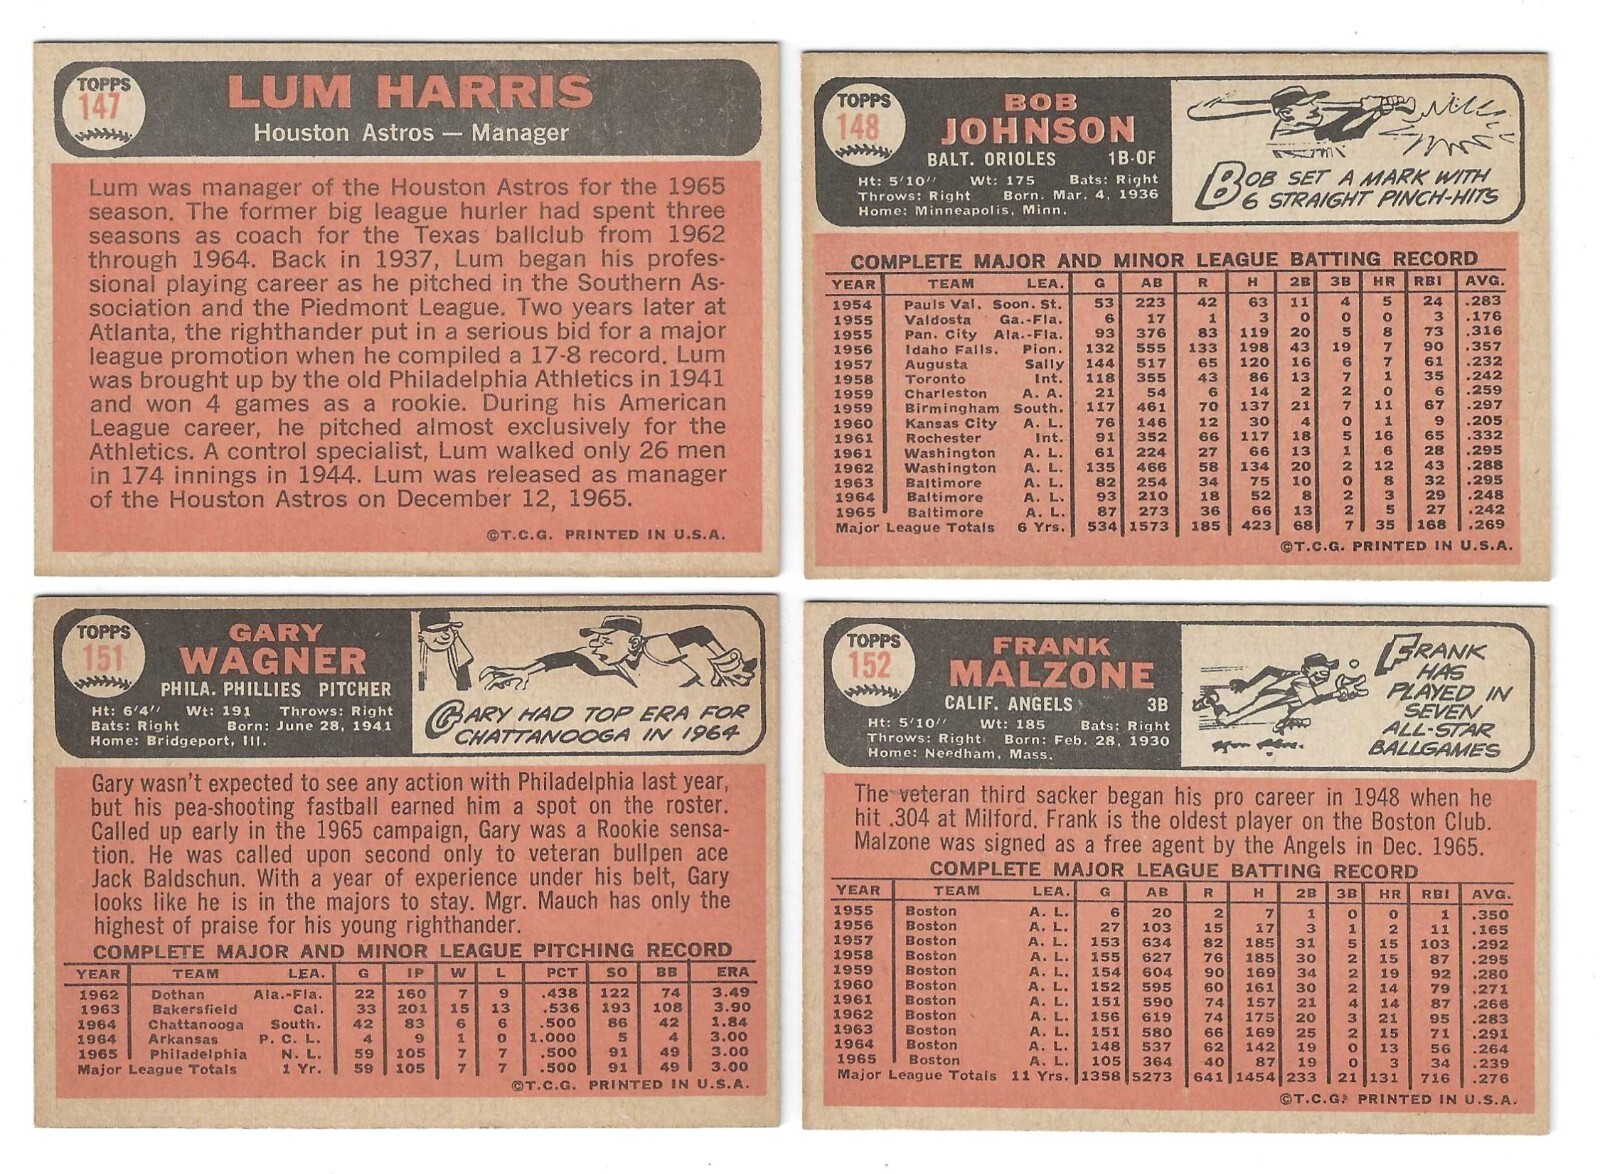 TOPPS
147
LUM HARRIS
Houston Astros — Manager
Lum was manager of the Houston Astros for the 1965
season. The former big league hurler had spent three
seasons as coach for the Texas ballclub from 1962
through 1964. Back in 1937, Lum began his profes-
sional playing career as he pitched in the Southern As-
sociation and the Piedmont League. Two years later at
Atlanta, the righthander put in a serious bid for a major
league promotion when he compiled a 17-8 record. Lum
was brought up by the old Philadelphia Athletics in 1941
and won 4 games as a rookie. During his American
League career, he pitched almost exclusively for the
Athletics. A control specialist, Lum walked only 26 men
in 174 innings in 1944. Lum was released as manager
of the Houston Astros on December 12, 1965.
©T.C.G. PRINTED IN U.S.A.
TOPPS
148
BOB
JOHNSON
BALT. ORIOLES 1B-OF
Ht: 5'10" Wt: 175 Bats: Right
Throws: Right Born. Mar. 4, 1936
Home: Minneapolis, Minn.
BOB SET A MARK WITH
6 STRAIGHT PINCH-HITS
COMPLETE MAJOR AND MINOR LEAGUE BATTING RECORD
YEAR TEAM LEA. G AB R H 2B 3B HR RBI AVG.
1954 Pauls Val. Soon. St. 53 223 42 63 11 4 5 24 .283
1955 Valdosta Ga.-Fla. 6 17 1 3 0 0 0 3 .176
1955 Pan. City Ala.-Fla. 93 376 83 119 20 5 8 73 .316
1956 Idaho Falls. Pion. 132 555 133 198 43 19 7 90 .357
1957 Augusta Sally 144 517 65 120 16 6 7 61 .232
1958 Toronto Int. 118 355 43 86 13 7 1 35 .242
1959 Charleston A. A. 21 54 6 14 2 2 0 6 .259
1959 Birmingham South. 117 461 70 137 21 7 11 67 .297
1960 Kansas City A. L. 76 146 12 30 4 0 1 9 .205
1961 Rochester Int. 91 352 66 117 18 5 16 65 .332
1961 Washington A. L. 61 224 27 66 13 1 6 28 .295
1962 Washington A. L. 135 466 58 134 20 2 12 43 .288
1963 Baltimore A. L. 82 254 34 75 10 0 8 32 .295
1964 Baltimore A. L. 93 210 18 52 8 2 3 29 .248
1965 Baltimore A. L. 87 273 36 66 13 2 5 27 .242
Major League Totals 6 Yrs. 534 1573 185 423 68 7 35 168 .269
©T.C.G. PRINTED IN U.S.A.
TOPPS
151
GARY
WAGNER
PHILA. PHILLIES PITCHER
Ht: 6'4" Wt: 191 Throws: Right
Bats: Right Born: June 28, 1941
Home: Bridgeport, Ill.
GARY HAD TOP ERA FOR
CHATTANOOGA IN 1964
Gary wasn't expected to see any action with Philadelphia last year,
but his pea-shooting fastball earned him a spot on the roster.
Called up early in the 1965 campaign, Gary was a Rookie sensa-
tion. He was called upon second only to veteran bullpen ace
Jack Baldschun. With a year of experience under his belt, Gary
looks like he is in the majors to stay. Mgr. Mauch has only the
highest of praise for his young righthander.
COMPLETE MAJOR AND MINOR LEAGUE PITCHING RECORD
YEAR TEAM LEA. G IP W L PCT SO BB ERA
1962 Dothan Ala.-Fla. 22 160 7 9 .438 122 74 3.49
1963 Bakersfield Cal. 33 201 15 13 .536 193 108 3.90
1964 Chattanooga South. 42 83 6 6 .500 86 42 1.84
1964 Arkansas P. C. L. 4 9 1 0 1.000 5 4 3.00
1965 Philadelphia N. L. 59 105 7 7 .500 91 49 3.00
Major League Totals 1 Yr. 59 105 7 7 .500 91 49 3.00
©T.C.G. PRINTED IN U.S.A.
TOPPS
152
FRANK
MALZONE
CALIF. ANGELS 3B
Ht: 5'10" Wt: 185 Bats: Right
Throws: Right Born: Feb. 28, 1930
Home: Needham, Mass.
FRANK
HAS
PLAYED IN
SEVEN
ALL-STAR
BALLGAMES
The veteran third sacker began his pro career in 1948 when he
hit .304 at Milford. Frank is the oldest player on the Boston Club.
Malzone was signed as a free agent by the Angels in Dec. 1965.
COMPLETE MAJOR LEAGUE BATTING RECORD
YEAR TEAM LEA. G AB R H 2B 3B HR RBI AVG.
1955 Boston A. L. 6 20 2 7 1 0 0 1 .350
1956 Boston A. L. 27 103 15 17 3 1 2 11 .165
1957 Boston A. L. 153 634 82 185 31 5 15 103 .292
1958 Boston A. L. 155 627 76 185 30 2 15 87 .295
1959 Boston A. L. 154 604 90 169 34 2 19 92 .280
1960 Boston A. L. 152 595 60 161 30 2 14 79 .271
1961 Boston A. L. 151 590 74 157 21 4 14 87 .266
1962 Boston A. L. 156 619 74 175 20 3 21 95 .283
1963 Boston A. L. 151 580 66 169 25 2 15 71 .291
1964 Boston A. L. 148 537 62 142 19 0 13 56 .264
1965 Boston A. L. 105 364 40 87 19 0 3 34 .239
Major League Totals 11 Yrs. 1358 5273 641 1454 233 21 131 716 .276
©T.C.G. PRINTED IN U.S.A.